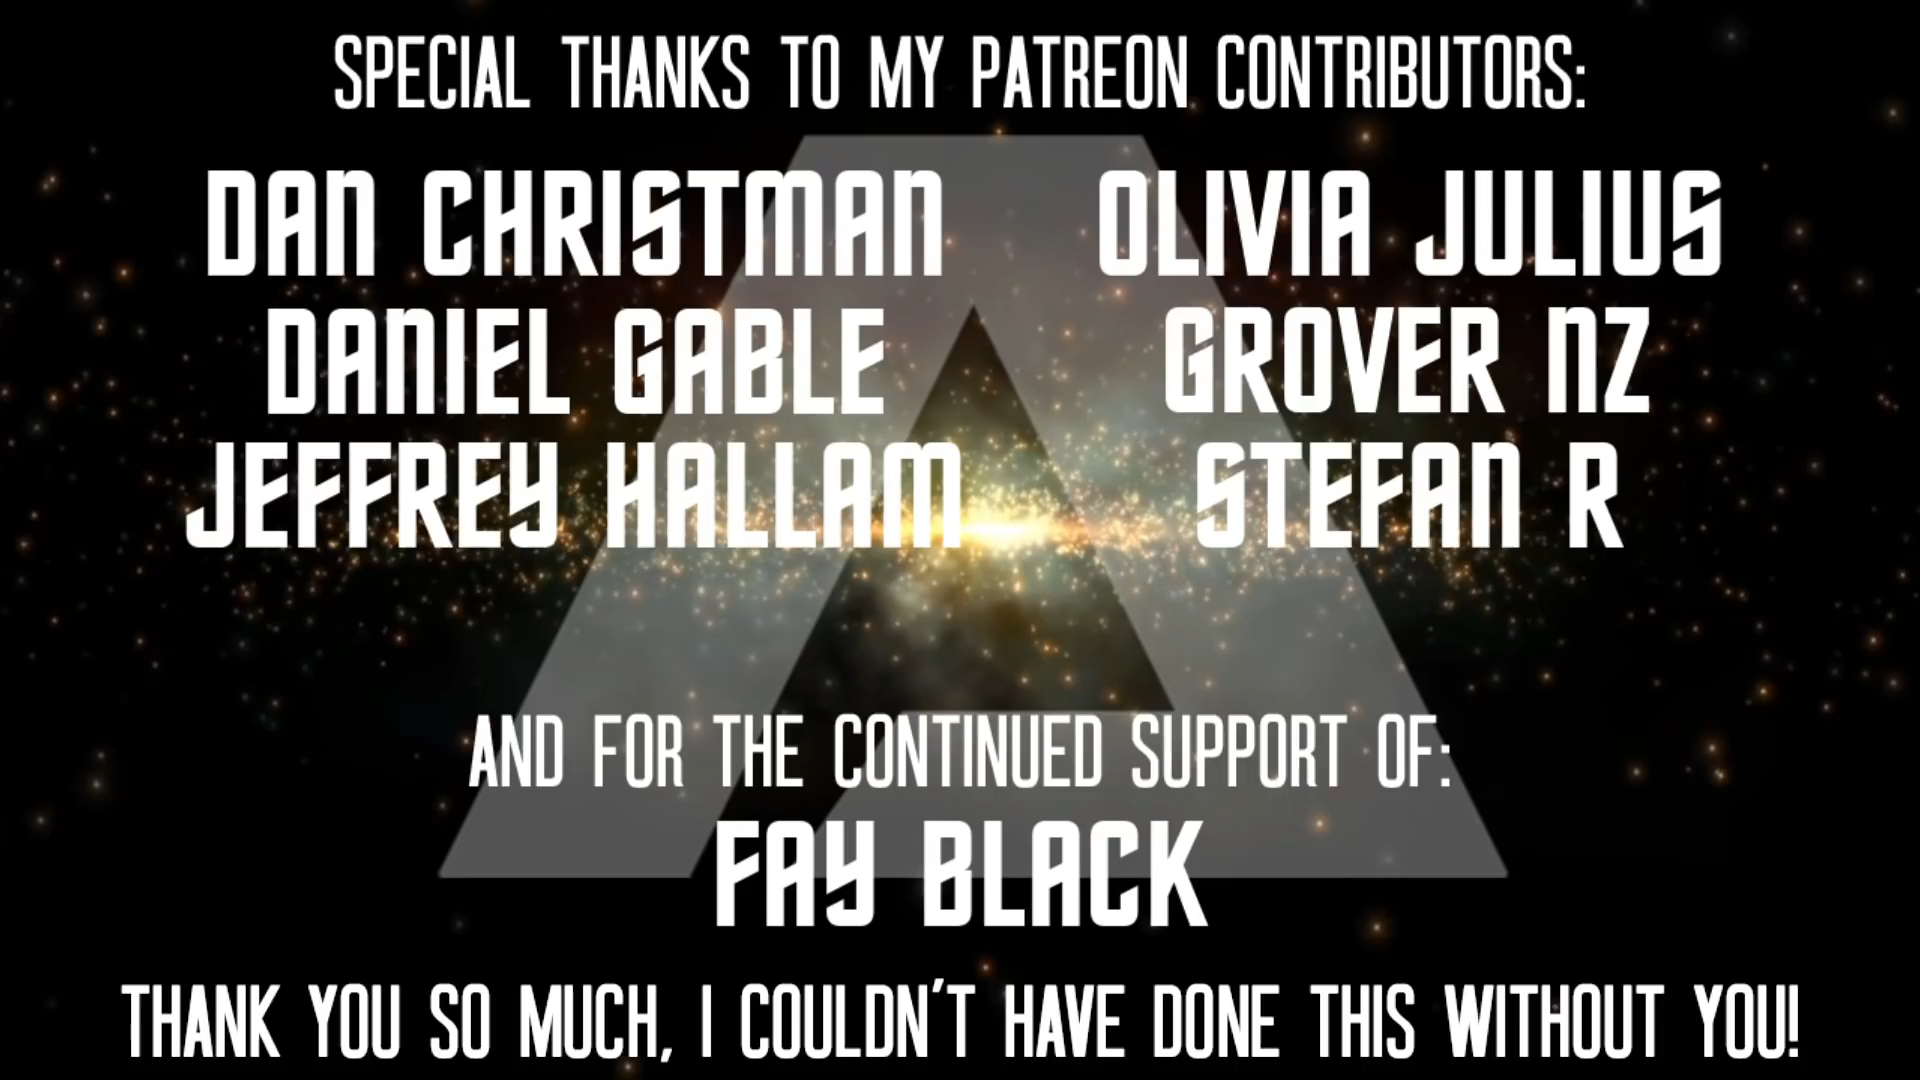 SPECIAL THANKS TO MY PATREON CONTRIBUTORS:
DAN CHRISTMAN
OLIVIA JULIUS
DANIEL GABLE
GROVER NZ
JEFFREY HALLAM
STEFAN R
AND FOR THE CONTINUED SUPPORT OF:
FAY BLACK
THANK YOU SO MUCH, I COULDN'T HAVE DONE THIS WITHOUT YOU!